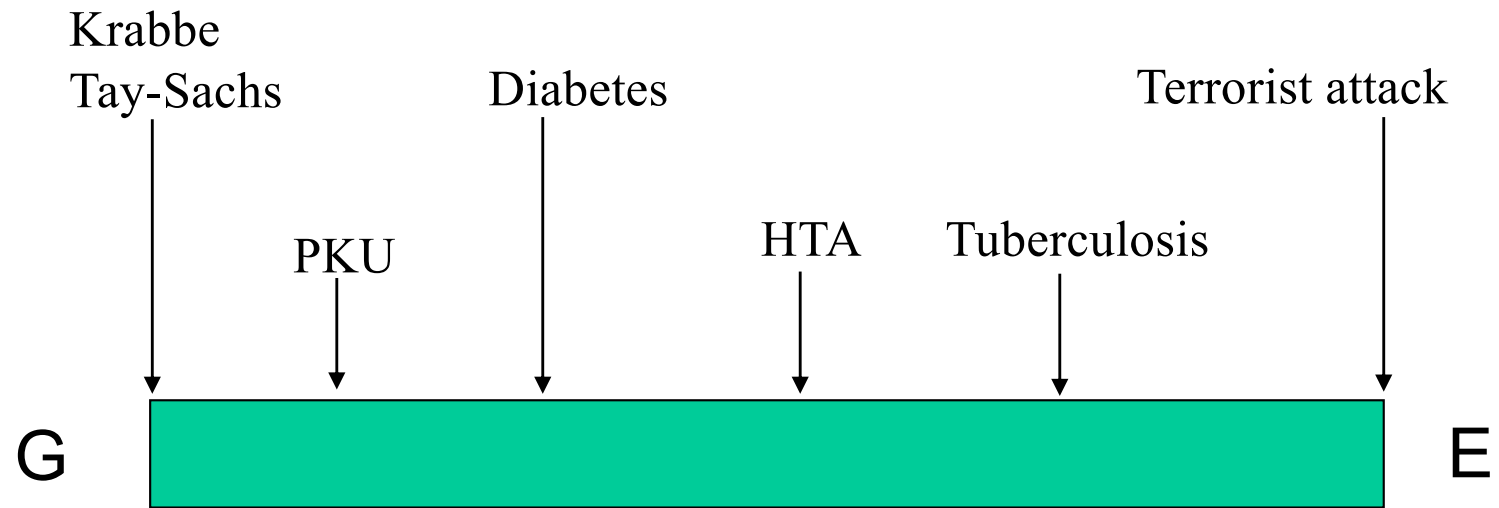 Krabbe
Tay-Sachs
Diabetes
Terrorist attack
PKU
HTA
Tuberculosis
G
E